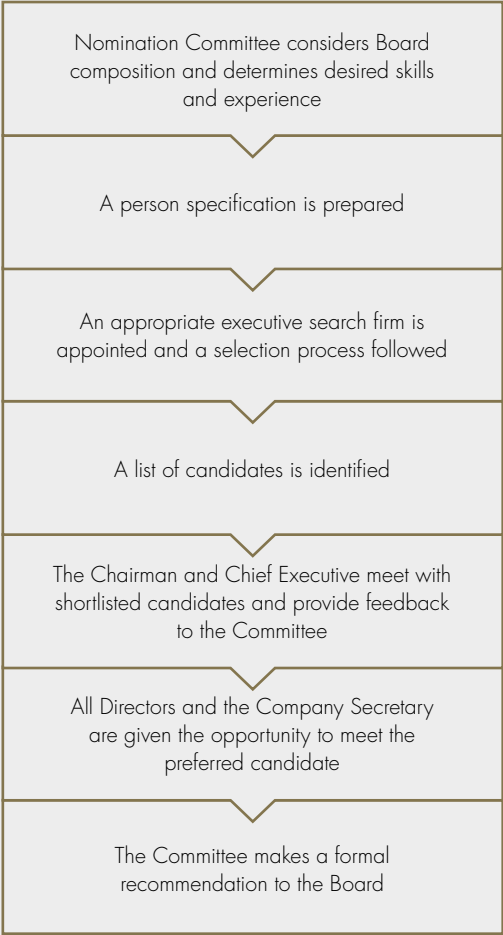 Nomination Committee considers Board
composition and determines desired skills
and experience
A person specification is prepared
An appropriate executive search firm is
appointed and a selection process followed
A list of candidates is identified
The Chairman and Chief Executive meet with
shortlisted candidates and provide feedback
to the Committee
All Directors and the Company Secretary
are given the opportunity to meet the
preferred candidate
The Committee makes a formal
recommendation to the Board